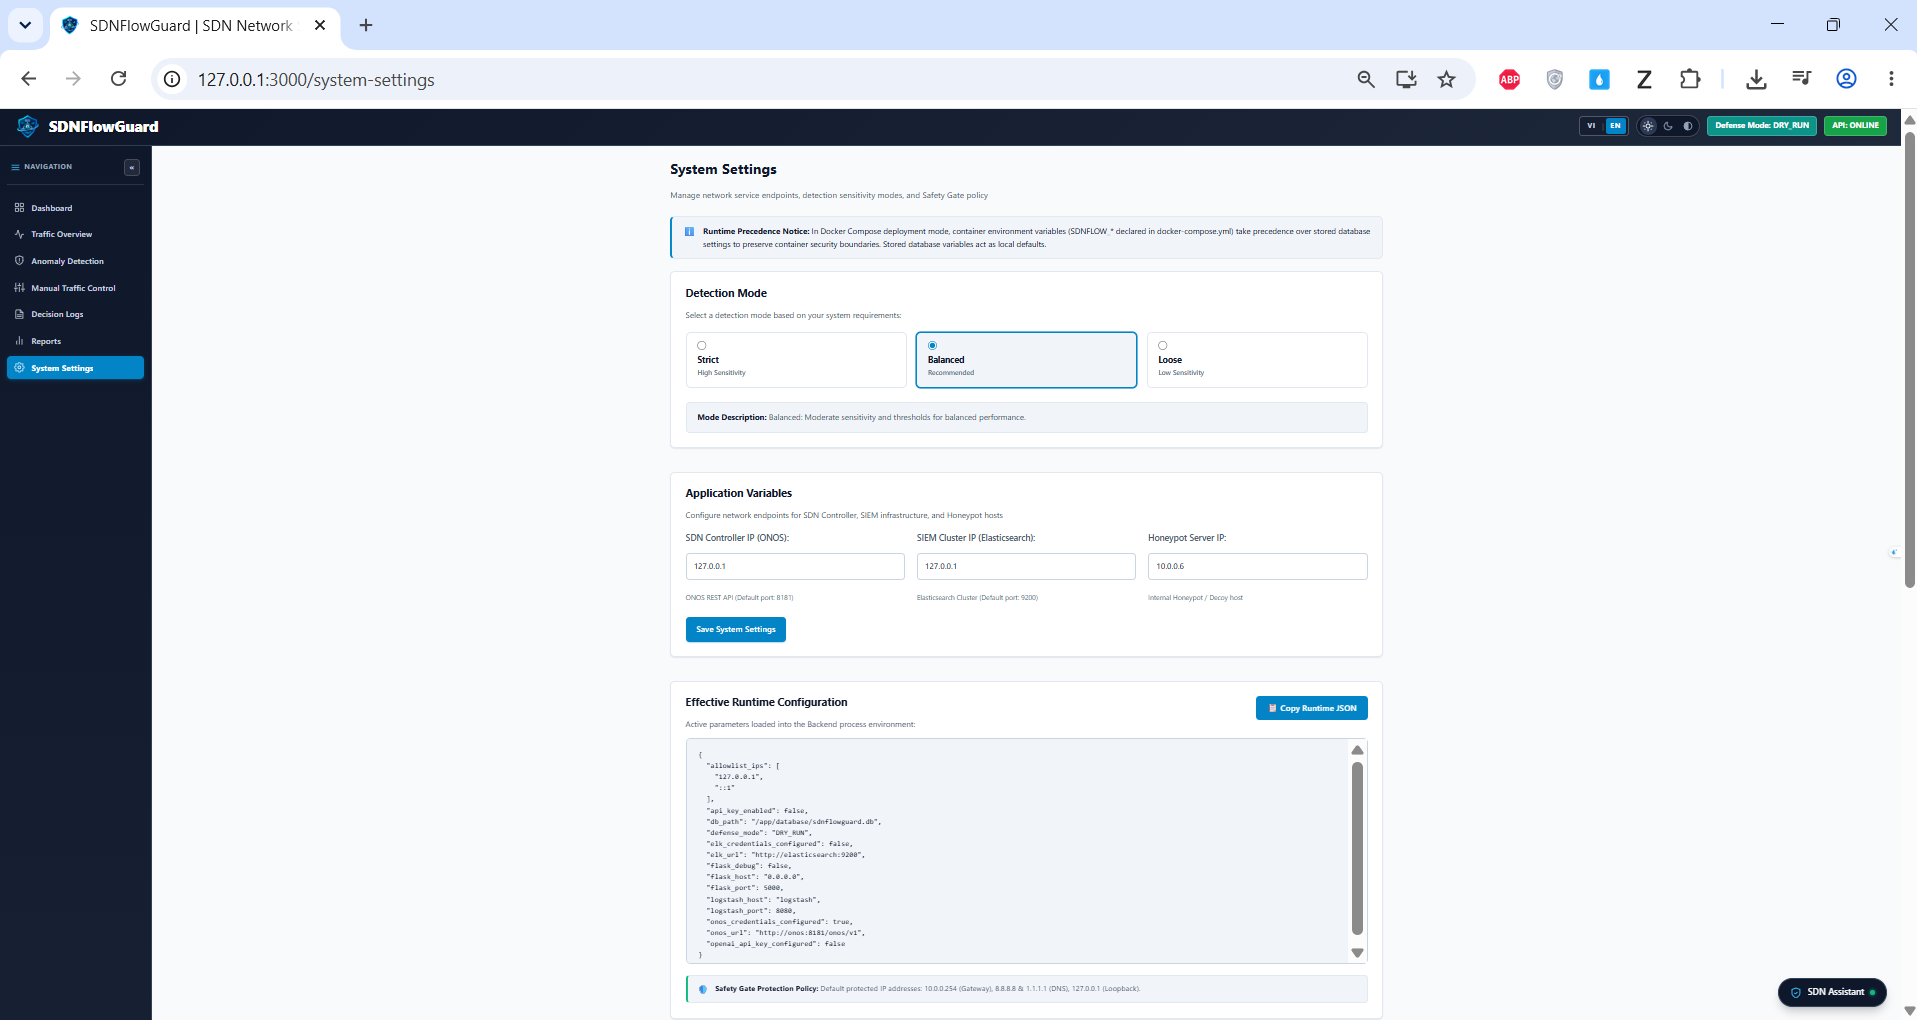 SDNFlowGuard | SDN Network
127.0.0.1:3000/system-settings
ABP
Z
SDNFlowGuard
VI
EN
Defense Mode: DRY_RUN
API: ONLINE
NAVIGATION
«
Dashboard
Traffic Overview
Anomaly Detection
Manual Traffic Control
Decision Logs
Reports
System Settings
System Settings
Manage network service endpoints, detection sensitivity modes, and Safety Gate policy
Runtime Precedence Notice: In Docker Compose deployment mode, container environment variables (SDNFLOW_* declared in docker-compose.yml) take precedence over stored database
settings to preserve container security boundaries. Stored database variables act as local defaults.
Detection Mode
Select a detection mode based on your system requirements:
Strict
High Sensitivity
Balanced
Recommended
Loose
Low Sensitivity
Mode Description: Balanced: Moderate sensitivity and thresholds for balanced performance.
Application Variables
Configure network endpoints for SDN Controller, SIEM infrastructure, and Honeypot hosts
SDN Controller IP (ONOS):
SIEM Cluster IP (Elasticsearch):
Honeypot Server IP:
127.0.0.1
127.0.0.1
10.0.0.6
ONOS REST API (Default port: 8181)
Elasticsearch Cluster (Default port: 9200)
Internal Honeypot / Decoy host
Save System Settings
Effective Runtime Configuration
Copy Runtime JSON
Active parameters loaded into the Backend process environment:
{
"allowlist_ips": [
"127.0.0.1",
"::1"
],
"api_key_enabled": false,
"db_path": "/app/database/sdnflowguard.db",
"defense_mode": "DRY_RUN",
"elk_credentials_configured": false,
"elk_url": "http://elasticsearch:9200",
"flask_debug": false,
"flask_host": "0.0.0.0",
"flask_port": 5000,
"logstash_host": "logstash",
"logstash_port": 8080,
"onos_credentials_configured": true,
"onos_url": "http://onos:8181/onos/v1",
"openai_api_key_configured": false
}
Safety Gate Protection Policy: Default protected IP addresses: 10.0.0.254 (Gateway), 8.8.8.8 & 1.1.1.1 (DNS), 127.0.0.1 (Loopback).
SDN Assistant